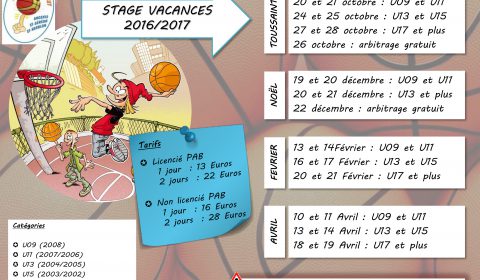 STAGE VACANCES
2016/2017
TOUSSAINT
20 et 21 octobre : U09 et U11
24 et 25 octobre : U13 et U15
27 et 28 octobre : U17 et plus
26 octobre : arbitrage gratuit
NOËL
19 et 20 décembre : U09 et U11
20 et 21 décembre : U13 et plus
22 décembre : arbitrage gratuit
FEVRIER
13 et 14Février : U09 et U11
16 et 17 Février : U13 et U15
20 et 21 Février : U17 et plus
AVRIL
10 et 11 Avril : U09 et U11
13 et 14 Avril : U13 et U15
18 et 19 Avril : U17 et plus
Tarifs
Licencié PAB
1 jour : 13 Euros
2 jours : 22 Euros
Non licencié PAB
1 jour : 16 Euros
2 jours : 28 Euros
Catégories
U09 (2008)
U11 (2007/2006)
U13 (2004/2005)
U15 (2003/2002)